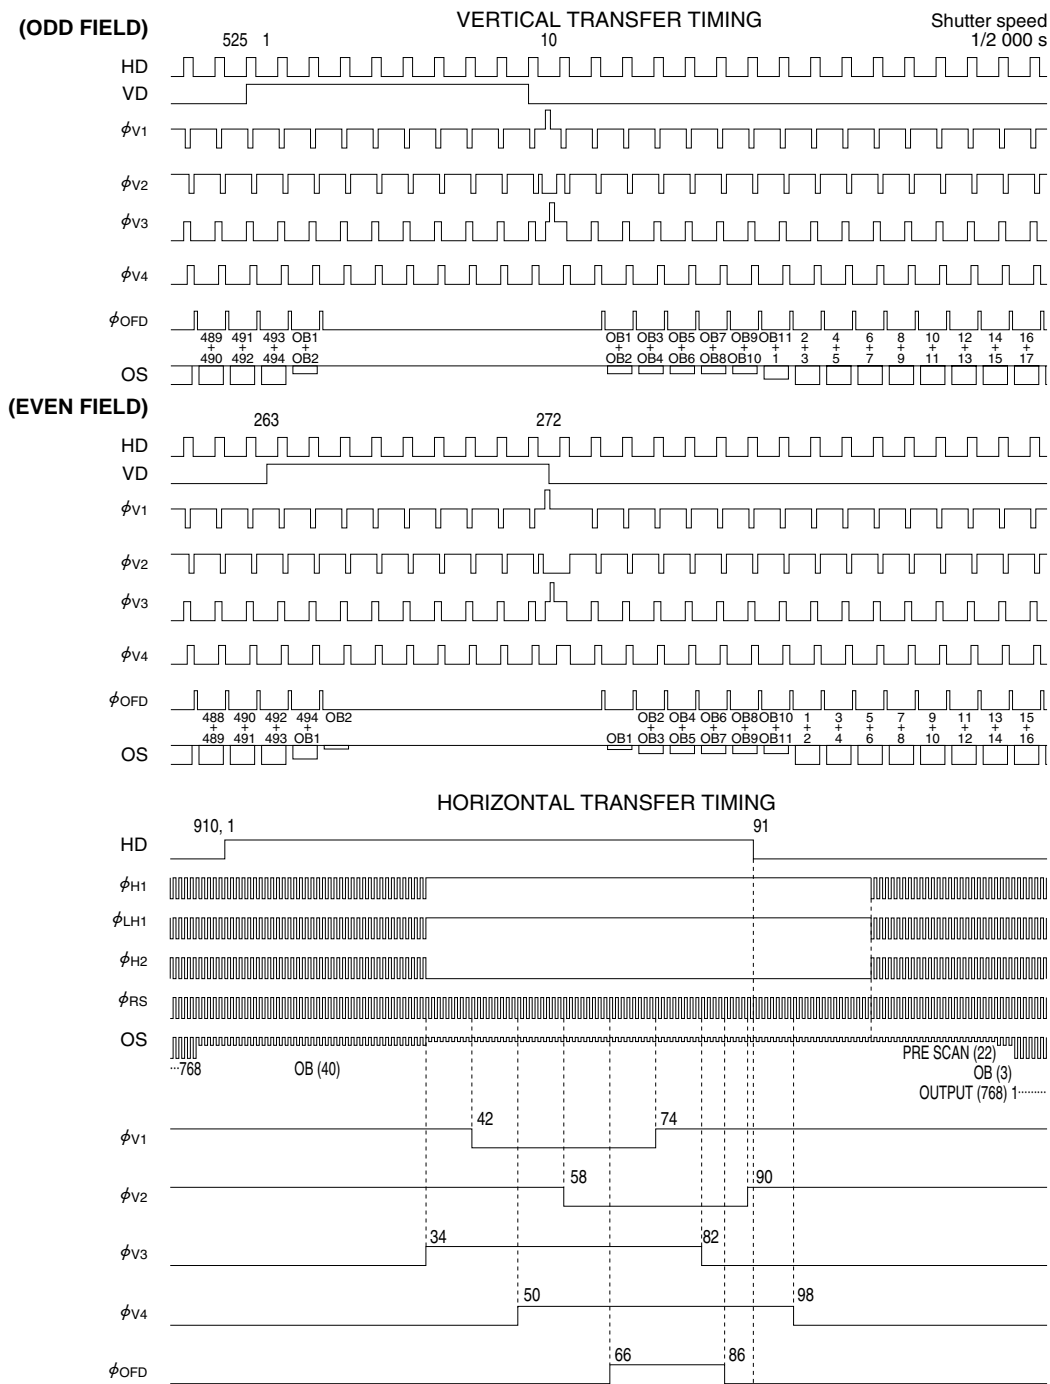 VERTICAL TRANSFER TIMING
(ODD FIELD)
Shutter speed
1/2 000 s
525 1 10
HD
VD
ϕV1
ϕV2
ϕV3
ϕV4
ϕOFD
489 491 493 OB1 OB1 OB3 OB5 OB7 OB9 OB11 2 4 6 8 10 12 14 16
+ + + + + + + + + + + + + + + + + +
490 492 494 OB2 OB2 OB4 OB6 OB8 OB10 1 3 5 7 9 11 13 15 17
OS
(EVEN FIELD)
263 272
HD
VD
ϕV1
ϕV2
ϕV3
ϕV4
ϕOFD
488 490 492 494 OB2 OB2 OB4 OB6 OB8 OB10 1 3 5 7 9 11 13 15
+ + + + + + + + + + + + + + + + +
489 491 493 OB1 OB1 OB3 OB5 OB7 OB9 OB11 2 4 6 8 10 12 14 16
OS
HORIZONTAL TRANSFER TIMING
910, 1 91
HD
ϕH1
ϕLH1
ϕH2
ϕRS
OS
PRE SCAN (22)
···768 OB (40) OB (3)
OUTPUT (768) 1·········
42 74
ϕV1
58 90
ϕV2
34 82
ϕV3
50 98
ϕV4
66 86
ϕOFD